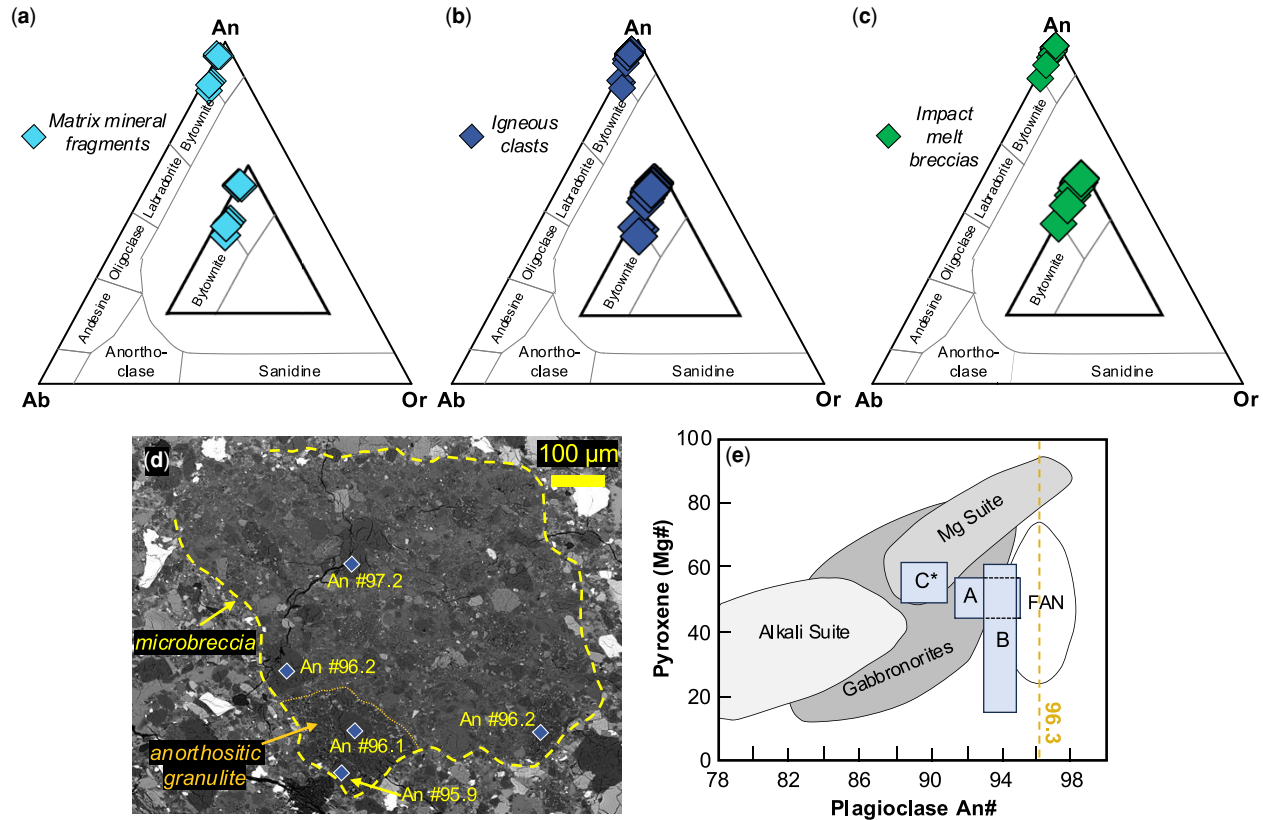 (a)
An
Matrix mineral
fragments
Bytownite
Labradorite
Oligoclase
Andesine
Anortho-
clase
Sanidine
Bytownite
Ab
Or
(b)
An
Igneous
clasts
Bytownite
Labradorite
Oligoclase
Andesine
Anortho-
clase
Sanidine
Bytownite
Ab
Or
(c)
An
Impact
melt
breccias
Bytownite
Labradorite
Oligoclase
Andesine
Anortho-
clase
Sanidine
Bytownite
Ab
Or
(d)
100 µm
An #97.2
microbreccia
An #96.2
An #96.2
An #96.1
anorthositic
granulite
An #95.9
(e)
100
80
60
40
20
0
Pyroxene (Mg#)
Mg Suite
C*
A
FAN
B
Alkali Suite
Gabbronorites
96.3
78
82
86
90
94
98
Plagioclase An#